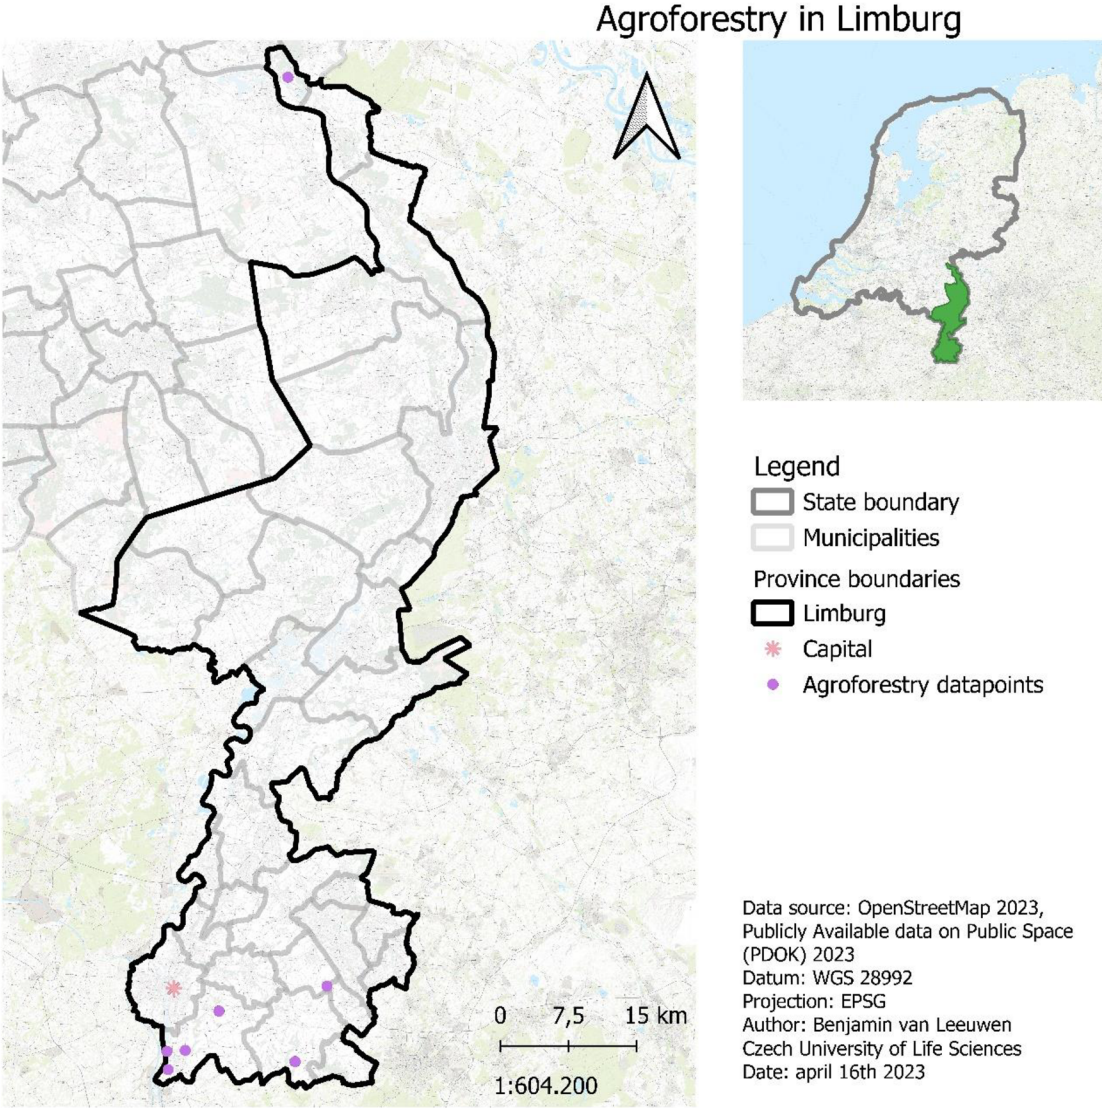 Agroforestry in Limburg
Legend
State boundary
Municipalities
Province boundaries
Limburg
Capital
Agroforestry datapoints
0 7,5 15 km
1:604.200
Data source: OpenStreetMap 2023,
Publicly Available data on Public Space
(PDOK) 2023
Datum: WGS 28992
Projection: EPSG
Author: Benjamin van Leeuwen
Czech University of Life Sciences
Date: april 16th 2023